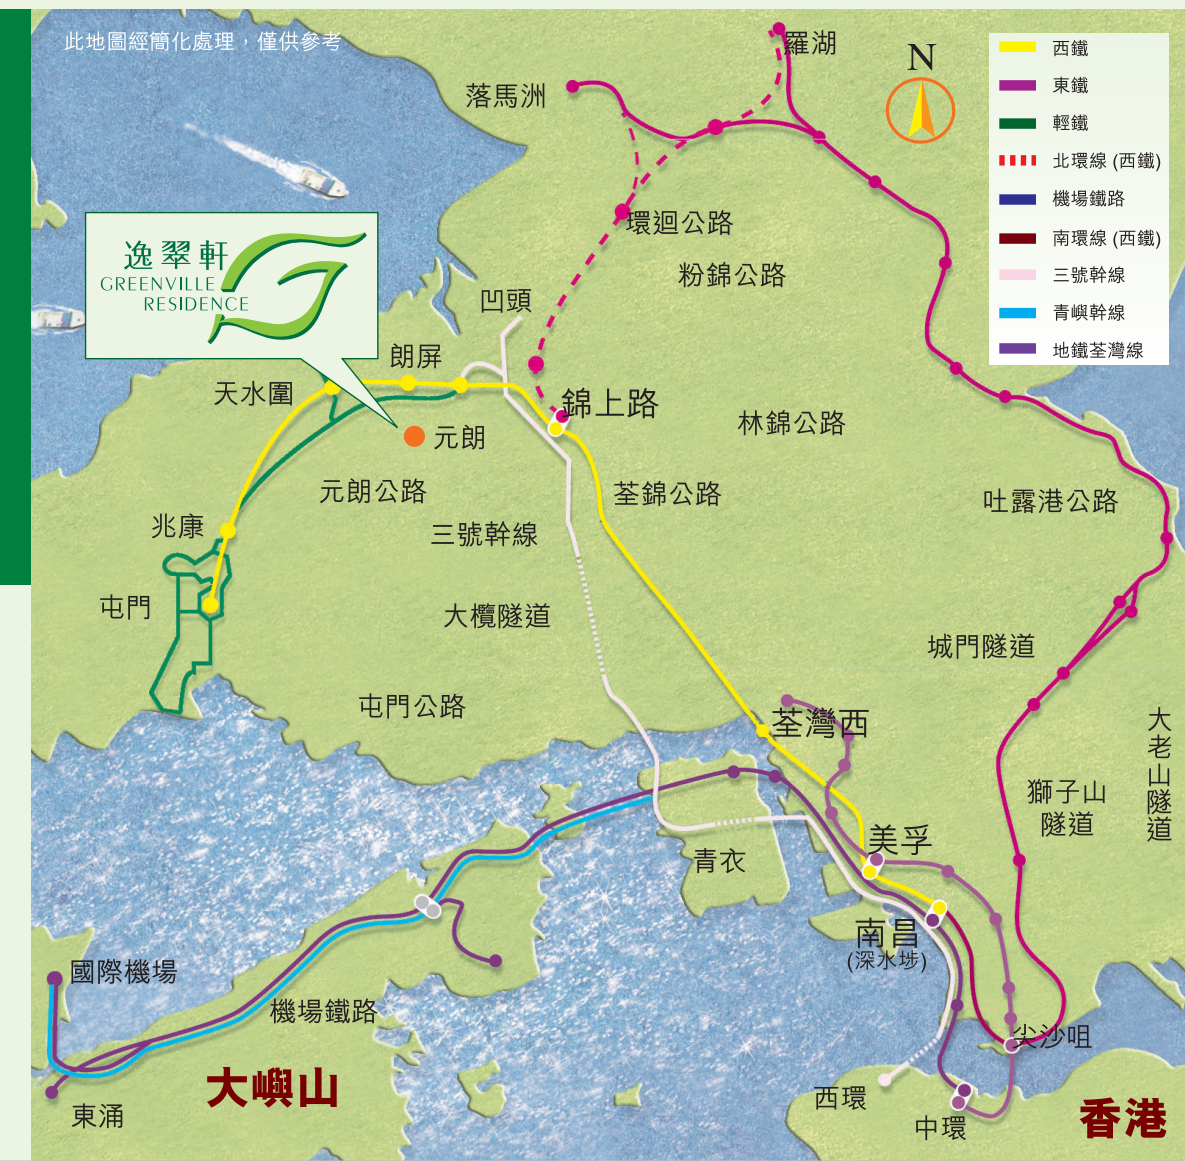 此地圖經簡化處理，僅供參考
羅湖
落馬洲
N
西鐵
東鐵
輕鐵
北環線 (西鐵)
機場鐵路
南環線 (西鐵)
三號幹線
青嶼幹線
地鐵荃灣線
逸翠軒
GREENVILLE
RESIDENCE
環迴公路
粉錦公路
凹頭
朗屏
天水圍
錦上路
林錦公路
元朗
元朗公路
荃錦公路
吐露港公路
兆康
三號幹線
屯門
大欖隧道
城門隧道
屯門公路
荃灣西
大老山隧道
獅子山
隧道
美孚
青衣
南昌
(深水埗)
國際機場
機場鐵路
尖沙咀
大嶼山
東涌
西環
中環
香港